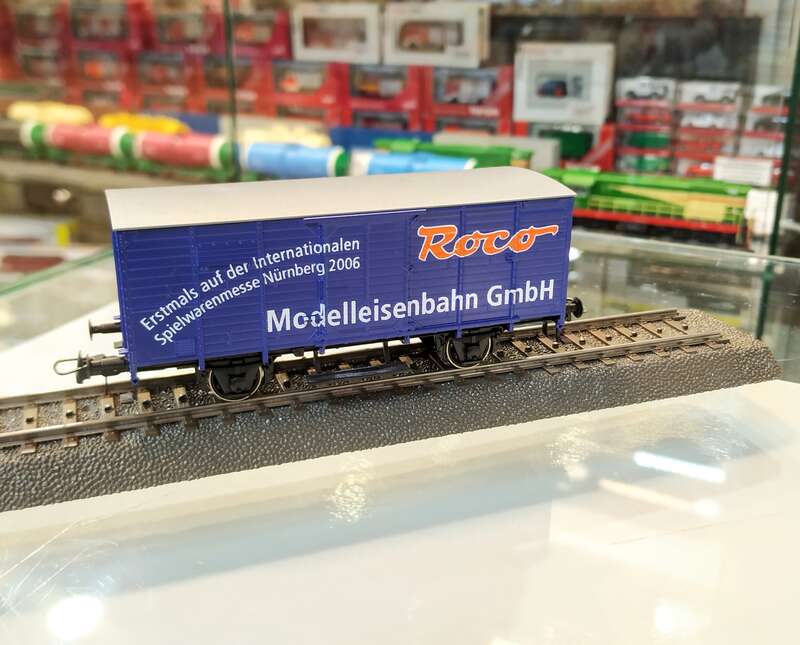 Erstmals auf der Internationalen
Spielwarenmesse Nürnberg 2006
Roco
Modelleisenbahn GmbH